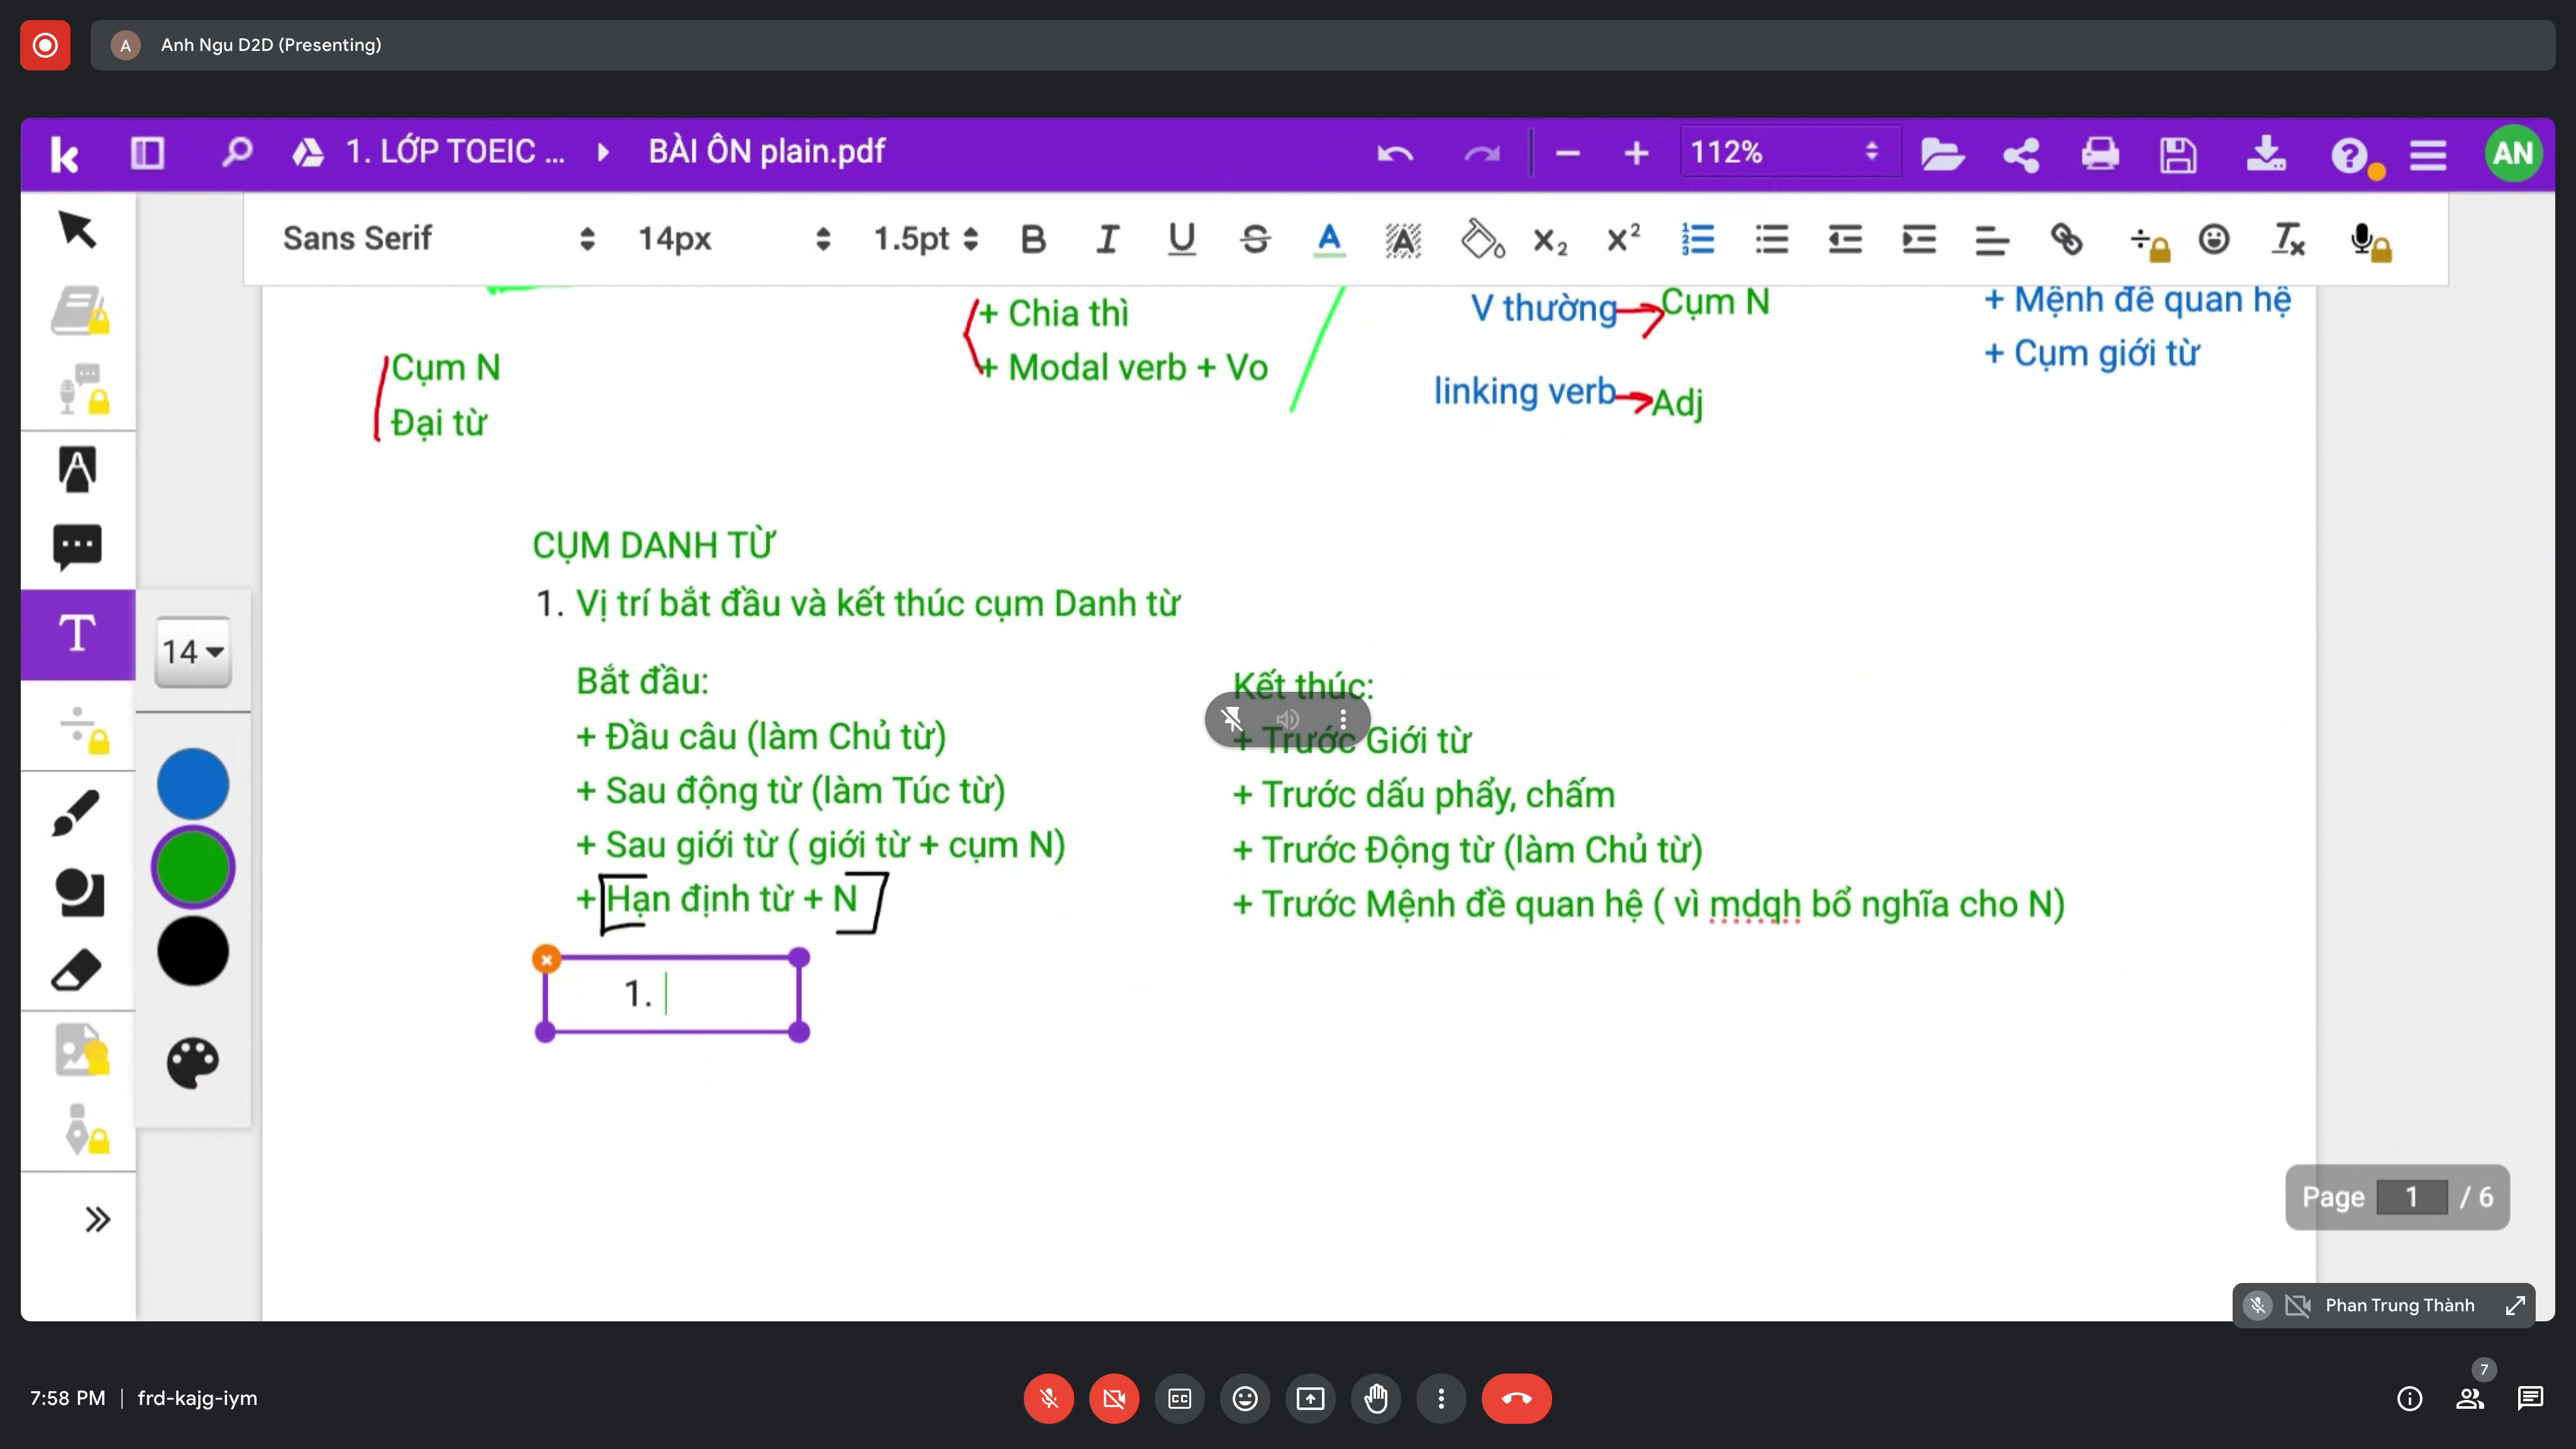 Anh Ngu D2D (Presenting)
A
k
1. LỚP TOEIC ...
BÀI ÔN plain.pdf
112%
AN
Sans Serif
14px
1.5pt
+ Chia thì
+ Modal verb + Vo
V thường
Cụm N
+ Mệnh đề quan hệ
+ Cụm giới từ
Cụm N
Đại từ
linking verb
Adj
CỤM DANH TỪ
1. Vị trí bắt đầu và kết thúc cụm Danh từ
14
Bắt đầu:
+ Đầu câu (làm Chủ từ)
+ Sau động từ (làm Túc từ)
+ Sau giới từ ( giới từ + cụm N)
+ Hạn định từ + N
Kết thúc:
+ Trước Giới từ
+ Trước dấu phẩy, chấm
+ Trước Động từ (làm Chủ từ)
+ Trước Mệnh đề quan hệ ( vì mdqh bổ nghĩa cho N)
1.
Page 1 / 6
Phan Trung Thành
7:58 PM | frd-kajg-iym
7